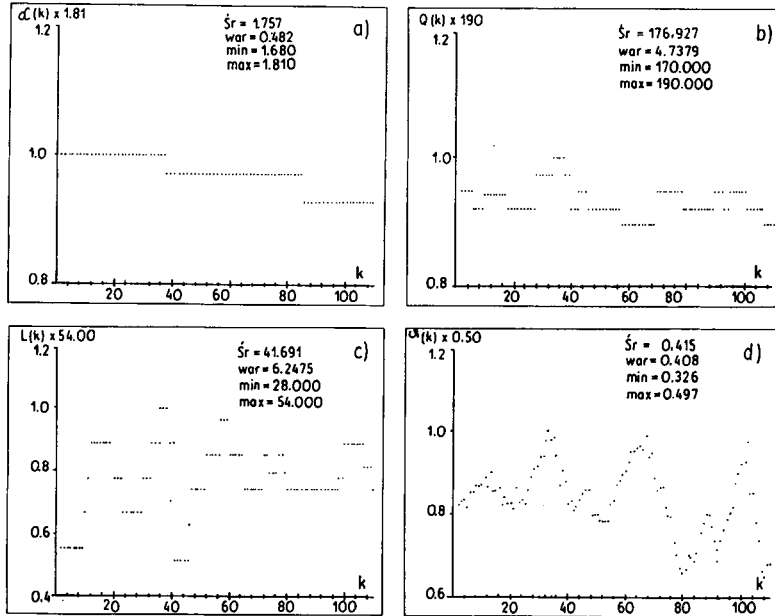 α(k) x 1.81
a)
Śr = 1.757
war = 0.482
min = 1.680
max = 1.810
1.2
1.0
0.8
20 40 60 80 100
k
Q(k) x 190
b)
Śr = 176,927
war = 4.7379
min = 170.000
max = 190.000
1.2
1.0
0.8
20 40 60 80 100
k
L(k) x 54.00
c)
Śr = 41.691
war = 6.2475
min = 28.000
max = 54.000
1.2
1.0
0.8
0.6
0.4
20 40 60 80 100
k
(k) x 0.50
d)
Śr = 0.415
war = 0.408
min = 0.326
max = 0.497
1.2
1.0
0.8
0.6
20 40 60 80 100
k